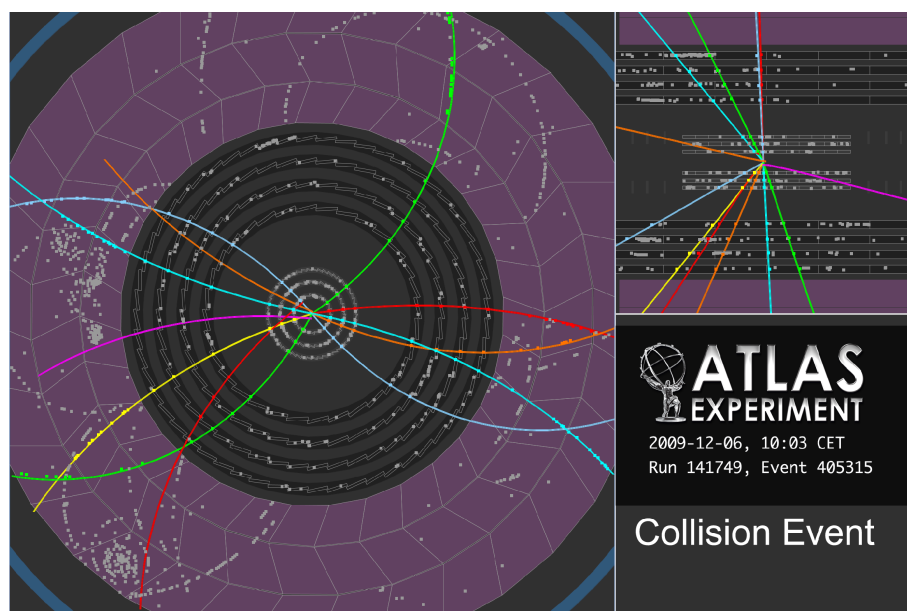 ATLAS
EXPERIMENT
2009-12-06, 10:03 CET
Run 141749, Event 405315
Collision Event